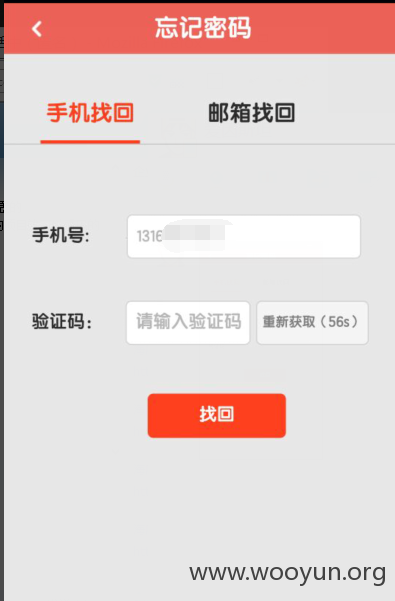 忘记密码
手机找回 邮箱找回
手机号: 1316
验证码: 请输入验证码 重新获取（56s）
找回
www.wooyun.org